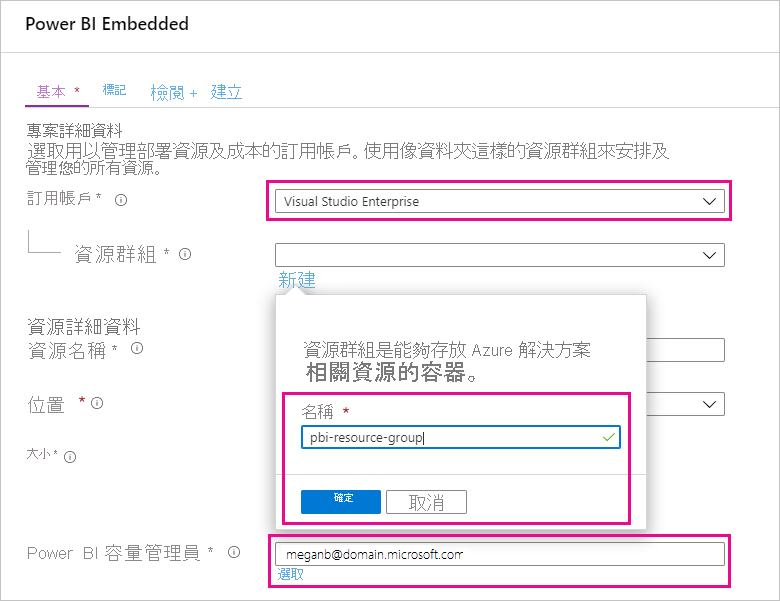 Power BI Embedded
基本 * 標記 檢閱 + 建立
專案詳細資料
選取用以管理部署資源及成本的訂用帳戶。使用像資料夾這樣的資源群組來安排及
管理您的所有資源。
訂用帳戶 * Visual Studio Enterprise
資源群組 *
新建
資源群組是能夠存放 Azure 解決方案
相關資源的容器。
資源詳細資料
資源名稱 *
位置 *
名稱 *
pbi-resource-group
大小 *
確定 取消
Power BI 容量管理員 * meganb@domain.microsoft.com
選取